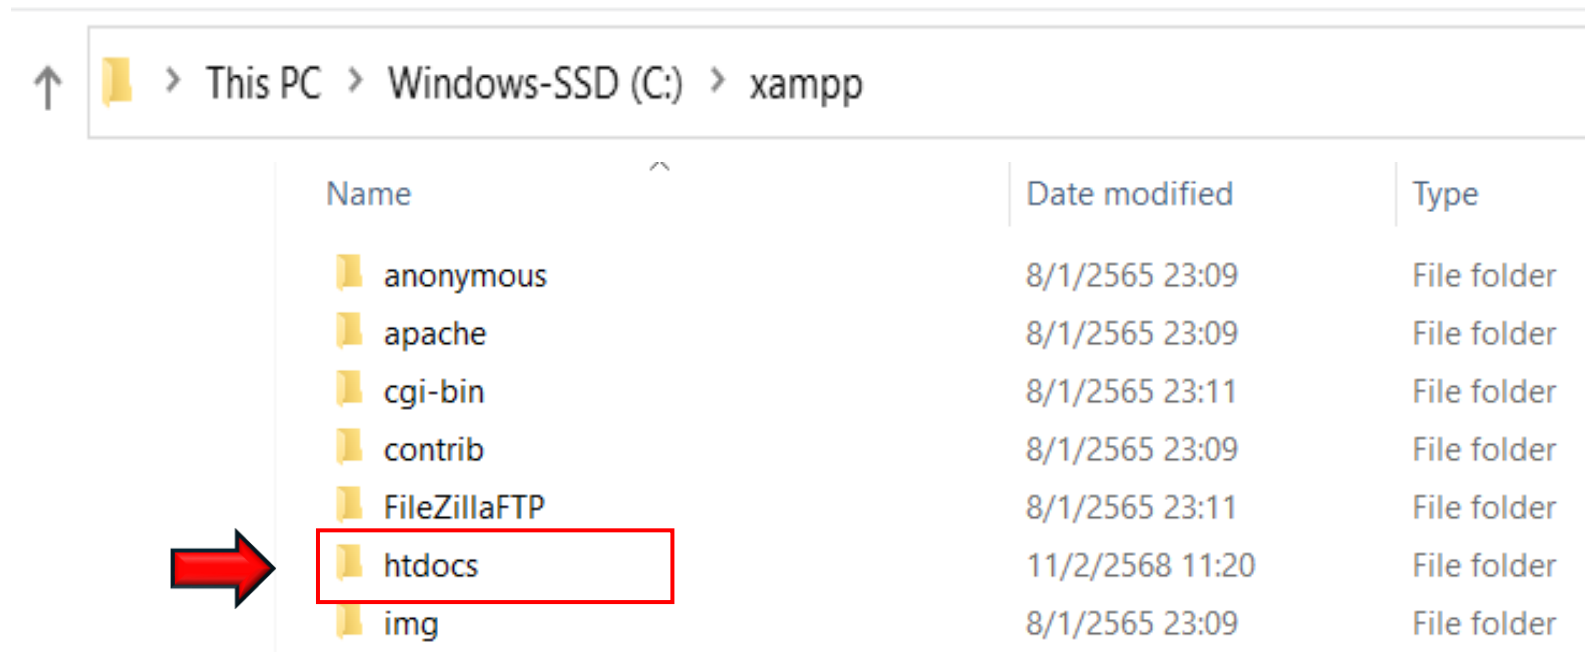 This PC > Windows-SSD (C:) > xampp
Name Date modified Type
anonymous 8/1/2565 23:09 File folder
apache 8/1/2565 23:09 File folder
cgi-bin 8/1/2565 23:11 File folder
contrib 8/1/2565 23:09 File folder
FileZillaFTP 8/1/2565 23:11 File folder
htdocs 11/2/2568 11:20 File folder
img 8/1/2565 23:09 File folder